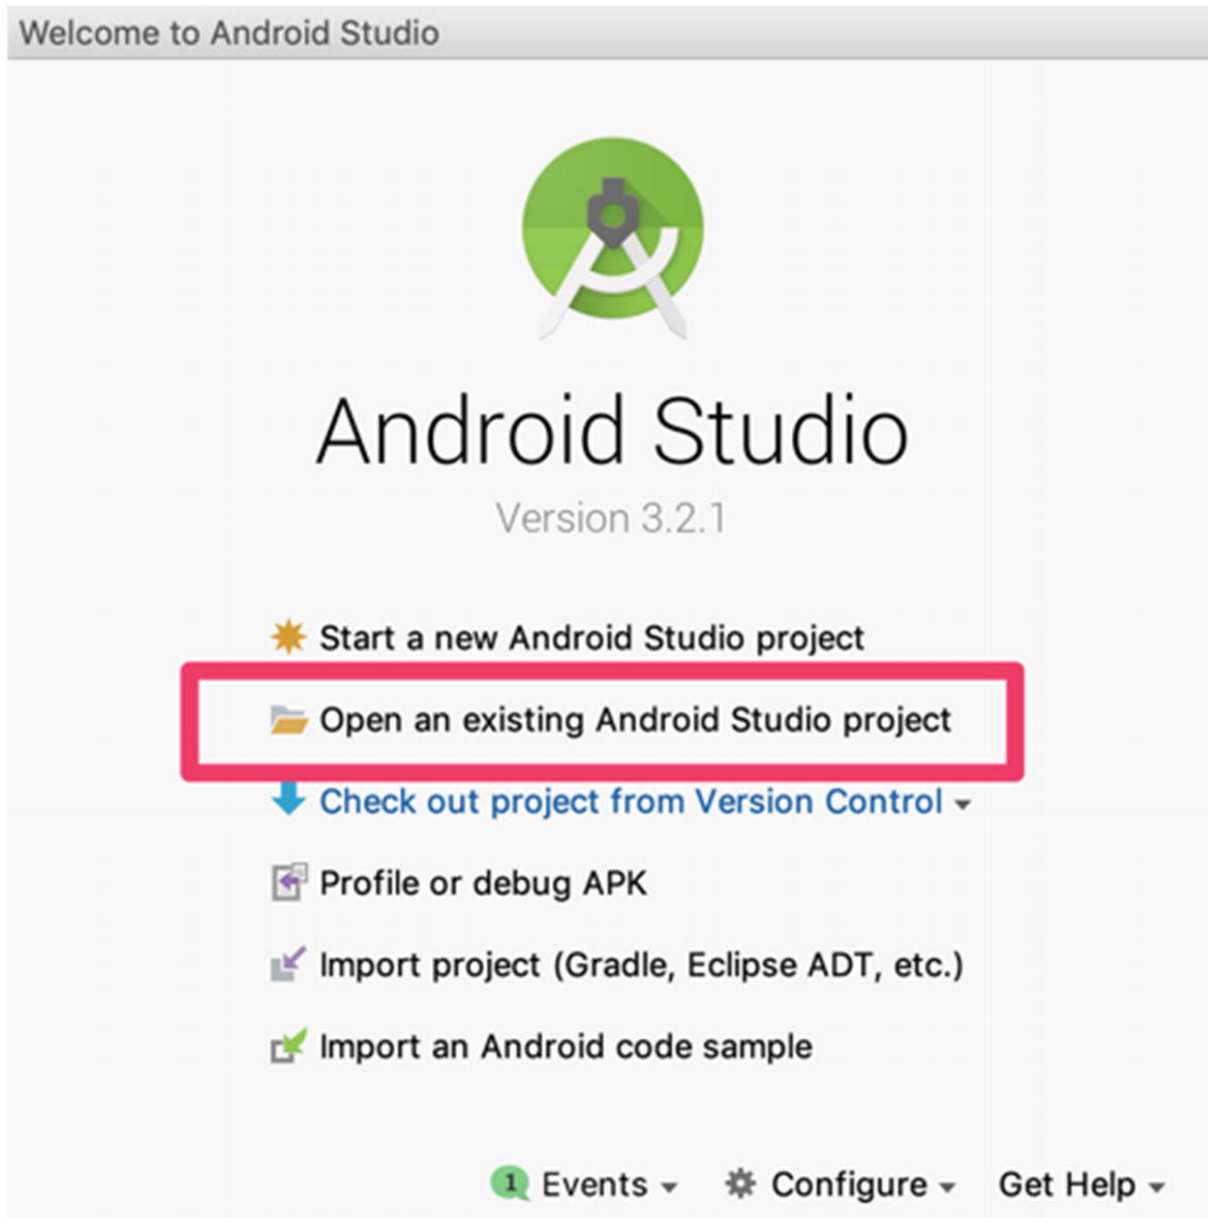 Welcome to Android Studio
Android Studio
Version 3.2.1
Start a new Android Studio project
Open an existing Android Studio project
Check out project from Version Control
Profile or debug APK
Import project (Gradle, Eclipse ADT, etc.)
Import an Android code sample
1 Events Configure Get Help